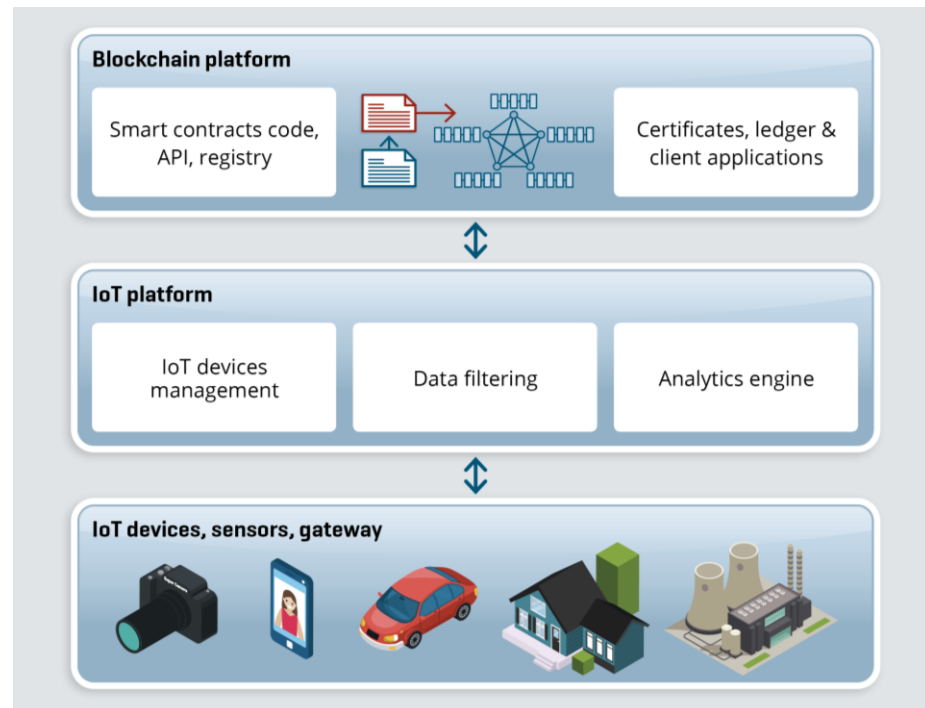 Blockchain platform
Smart contracts code,
API, registry
Certificates, ledger &
client applications
IoT platform
IoT devices
management
Data filtering
Analytics engine
IoT devices, sensors, gateway